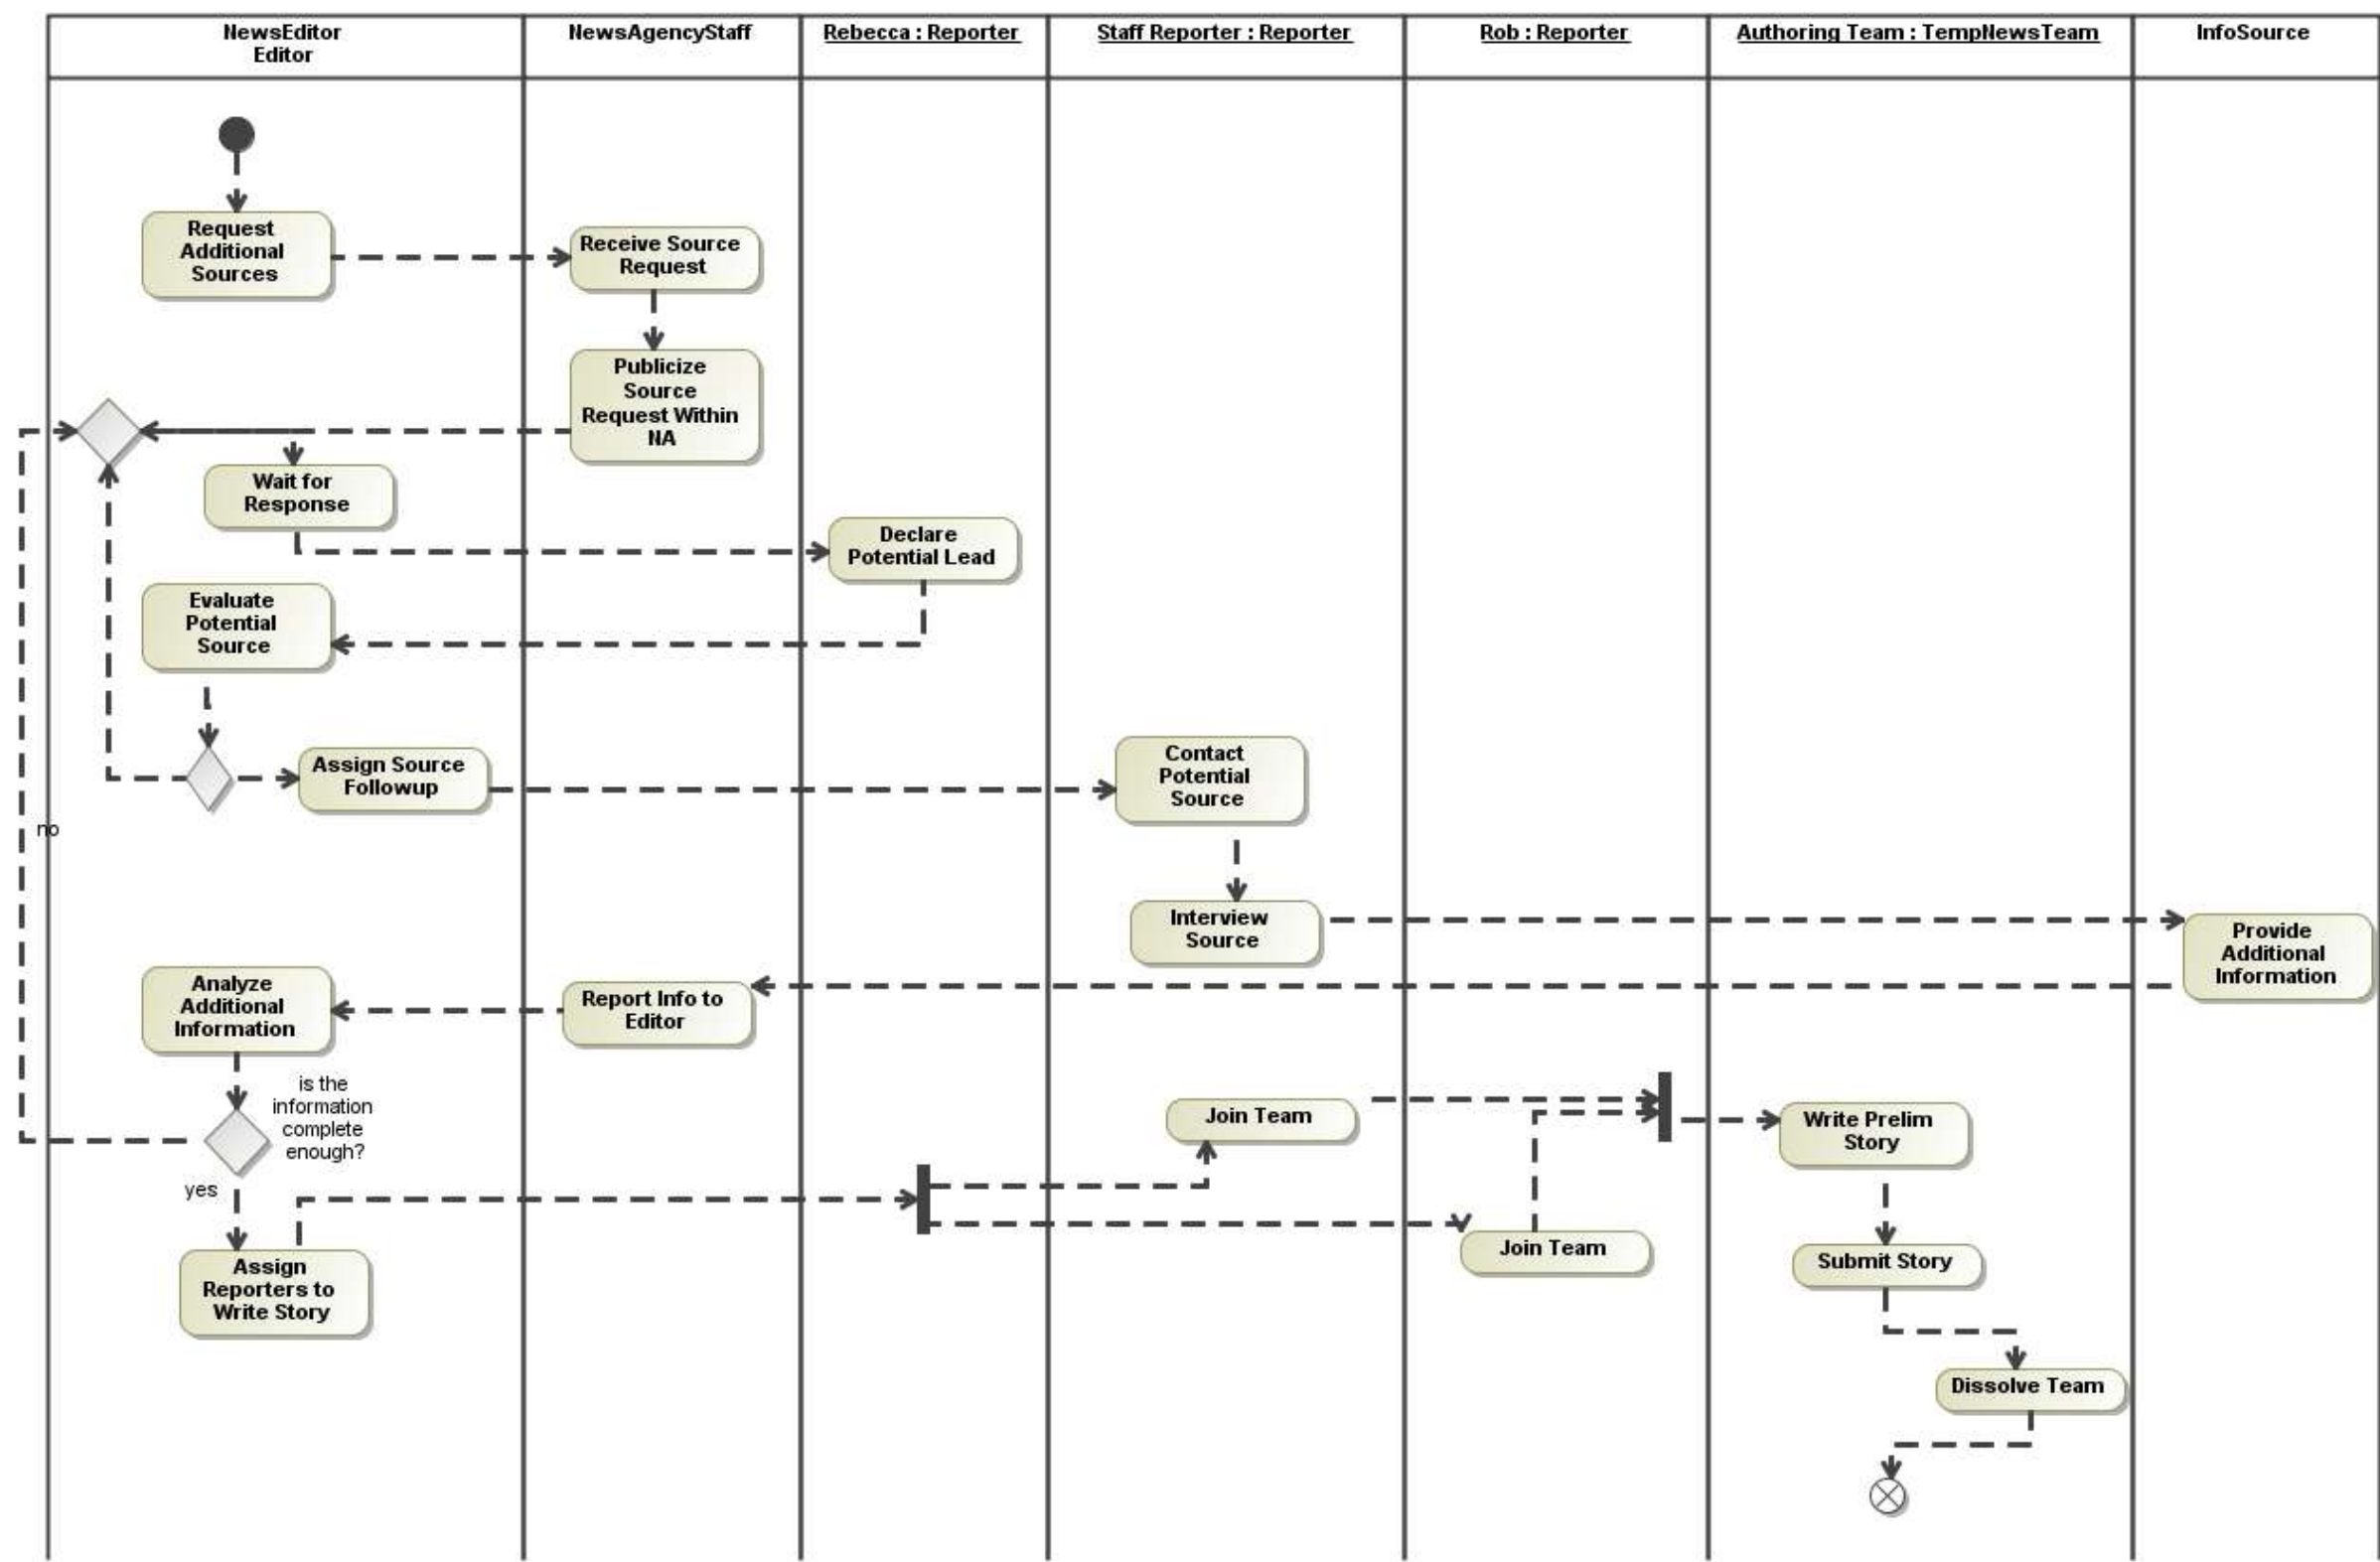 NewsEditor
Editor
NewsAgencyStaff
Rebecca : Reporter
Staff Reporter : Reporter
Rob : Reporter
Authoring Team : TempNewsTeam
InfoSource
Request
Additional
Sources
Receive Source
Request
Publicize
Source
Request Within
NA
Wait for
Response
Declare
Potential Lead
Evaluate
Potential
Source
Assign Source
Followup
Contact
Potential
Source
no
Interview
Source
Provide
Additional
Information
Analyze
Additional
Information
Report Info to
Editor
is the
information
complete
enough?
Join Team
Write Prelim
Story
yes
Assign
Reporters to
Write Story
Join Team
Submit Story
Dissolve Team